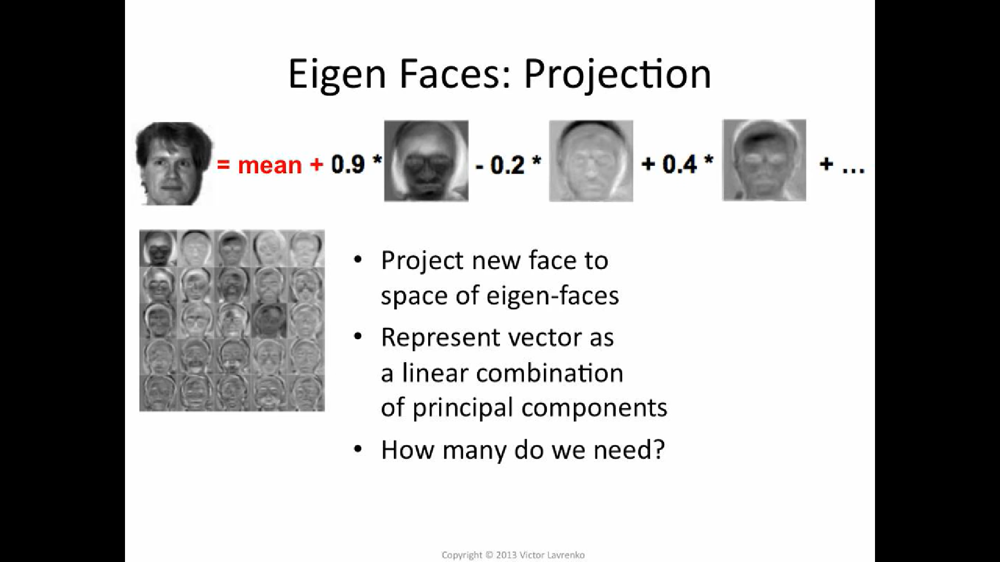 Eigen Faces: Projection
= mean + 0.9 * - 0.2 * + 0.4 * + ...
• Project new face to
space of eigen-faces
• Represent vector as
a linear combination
of principal components
• How many do we need?
Copyright © 2013 Victor Lavrenko